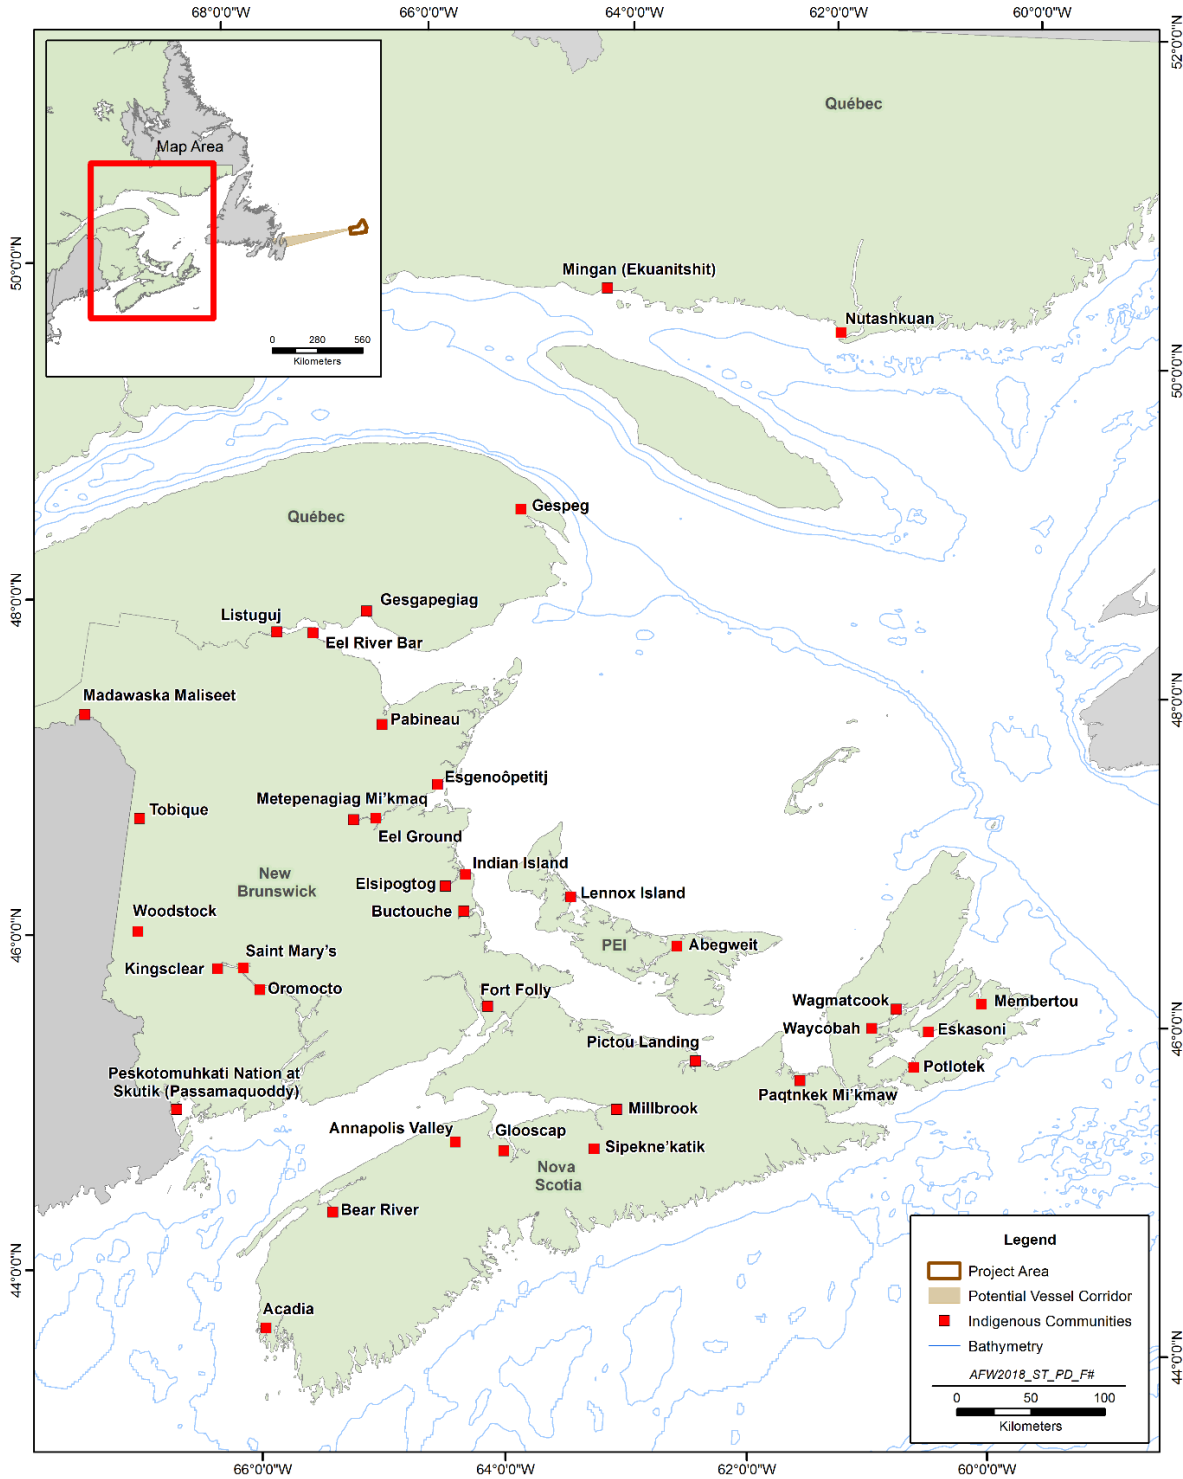 68°0'0"W
66°0'0"W
64°0'0"W
62°0'0"W
60°0'0"W
52°0'0"N
Map Area
0 280 560
Kilometers
Québec
50°0'0"N
Mingan (Ekuanitshit)
Nutashkuan
50°0'0"N
Gespeg
Québec
48°0'0"N
Gesgapegiag
Listuguj
Eel River Bar
Madawaska Maliseet
48°0'0"N
Pabineau
Esgenoôpetitj
Metepenagiag Mi'kmaq
Tobique
Eel Ground
Indian Island
New
Brunswick
Elsipogtog
Lennox Island
Buctouche
Woodstock
46°0'0"N
PEI
Abegweit
Saint Mary's
Kingsclear
Oromocto
Fort Folly
Wagmatcook
Membertou
Waycobah
Eskasoni
46°0'0"N
Pictou Landing
Potlotek
Peskotomuhkati Nation at
Skutik (Passamaquoddy)
Paqtnkek Mi'kmaw
Millbrook
Annapolis Valley
Glooscap
Sipekne'katik
Nova
Scotia
Bear River
44°0'0"N
Acadia
44°0'0"N
Legend
Project Area
Potential Vessel Corridor
Indigenous Communities
Bathymetry
AFW2018_ST_PD_F#
0 50 100
Kilometers
66°0'0"W
64°0'0"W
62°0'0"W
60°0'0"W